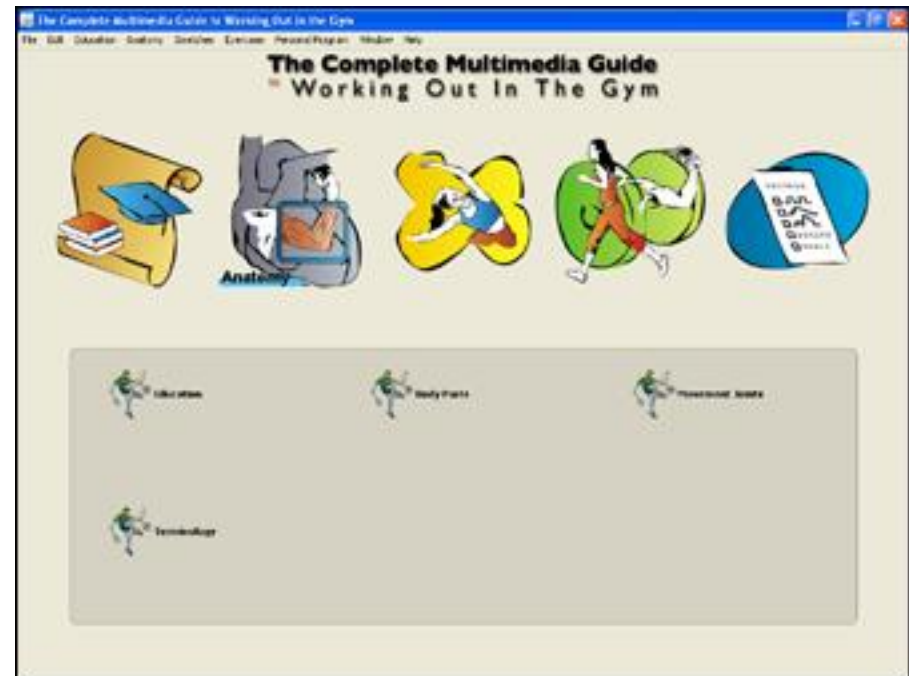 The Complete Multimedia Guide to Working Out in the Gym
File Edit Education Anatomy Stretches Exercises Personal Program Window Help
The Complete Multimedia Guide
to Working Out In The Gym
Anatomy
Education Body Parts Movement Joints
Terminology